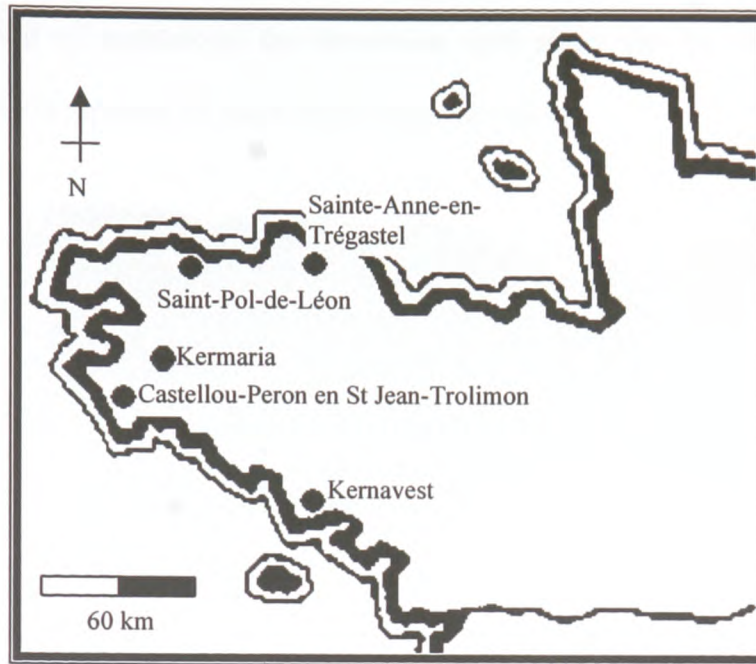 N
Sainte-Anne-en-
Trégastel
Saint-Pol-de-Léon
Kermaria
Castellou-Peron en St Jean-Trolimon
Kernavest
60 km